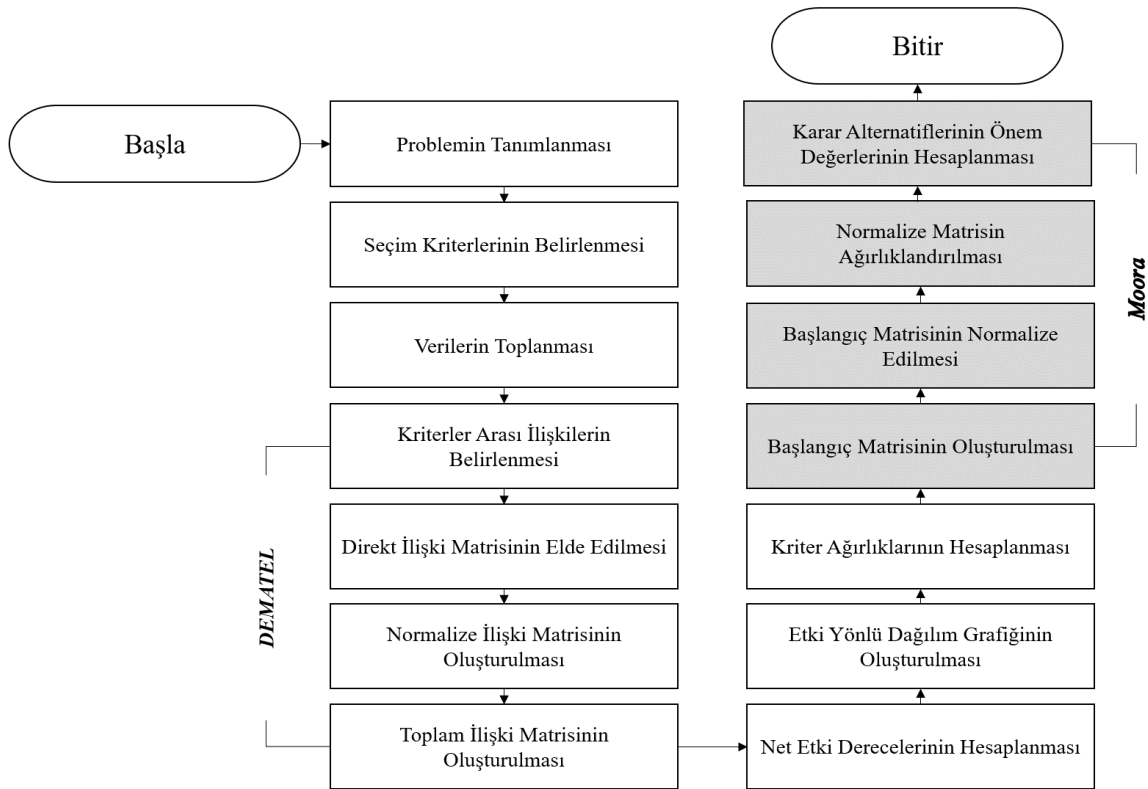 Başla
Problemin Tanımlanması
Seçim Kriterlerinin Belirlenmesi
Verilerin Toplanması
Kriterler Arası İlişkilerin
Belirlenmesi
Direkt İlişki Matrisinin Elde Edilmesi
Normalize İlişki Matrisinin
Oluşturulması
Toplam İlişki Matrisinin
Oluşturulması
DEMATEL
Net Etki Derecelerinin Hesaplanması
Etki Yönlü Dağılım Grafiğinin
Oluşturulması
Kriter Ağırlıklarının Hesaplanması
Başlangıç Matrisinin Oluşturulması
Başlangıç Matrisinin Normalize
Edilmesi
Normalize Matrisin
Ağırlıklandırılması
Karar Alternatiflerinin Önem
Değerlerinin Hesaplanması
Moora
Bitir